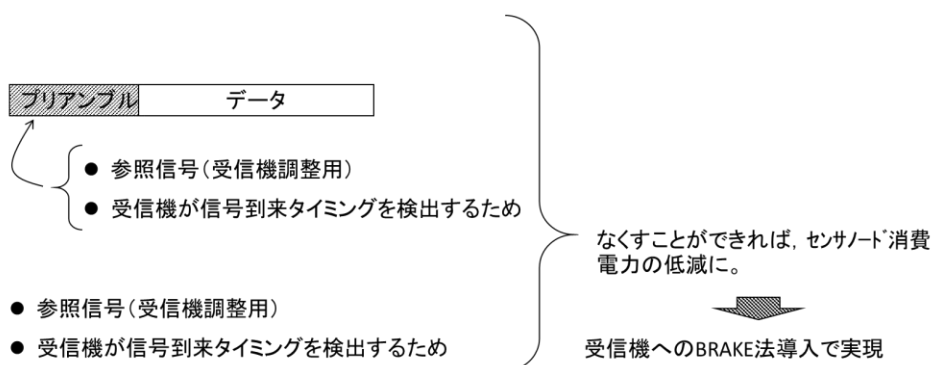 プリアンブル
データ
● 参照信号(受信機調整用)
● 受信機が信号到来タイミングを検出するため
なくすことができれば, センサノード消費
電力の低減に。
● 参照信号(受信機調整用)
● 受信機が信号到来タイミングを検出するため
受信機へのBRAKE法導入で実現